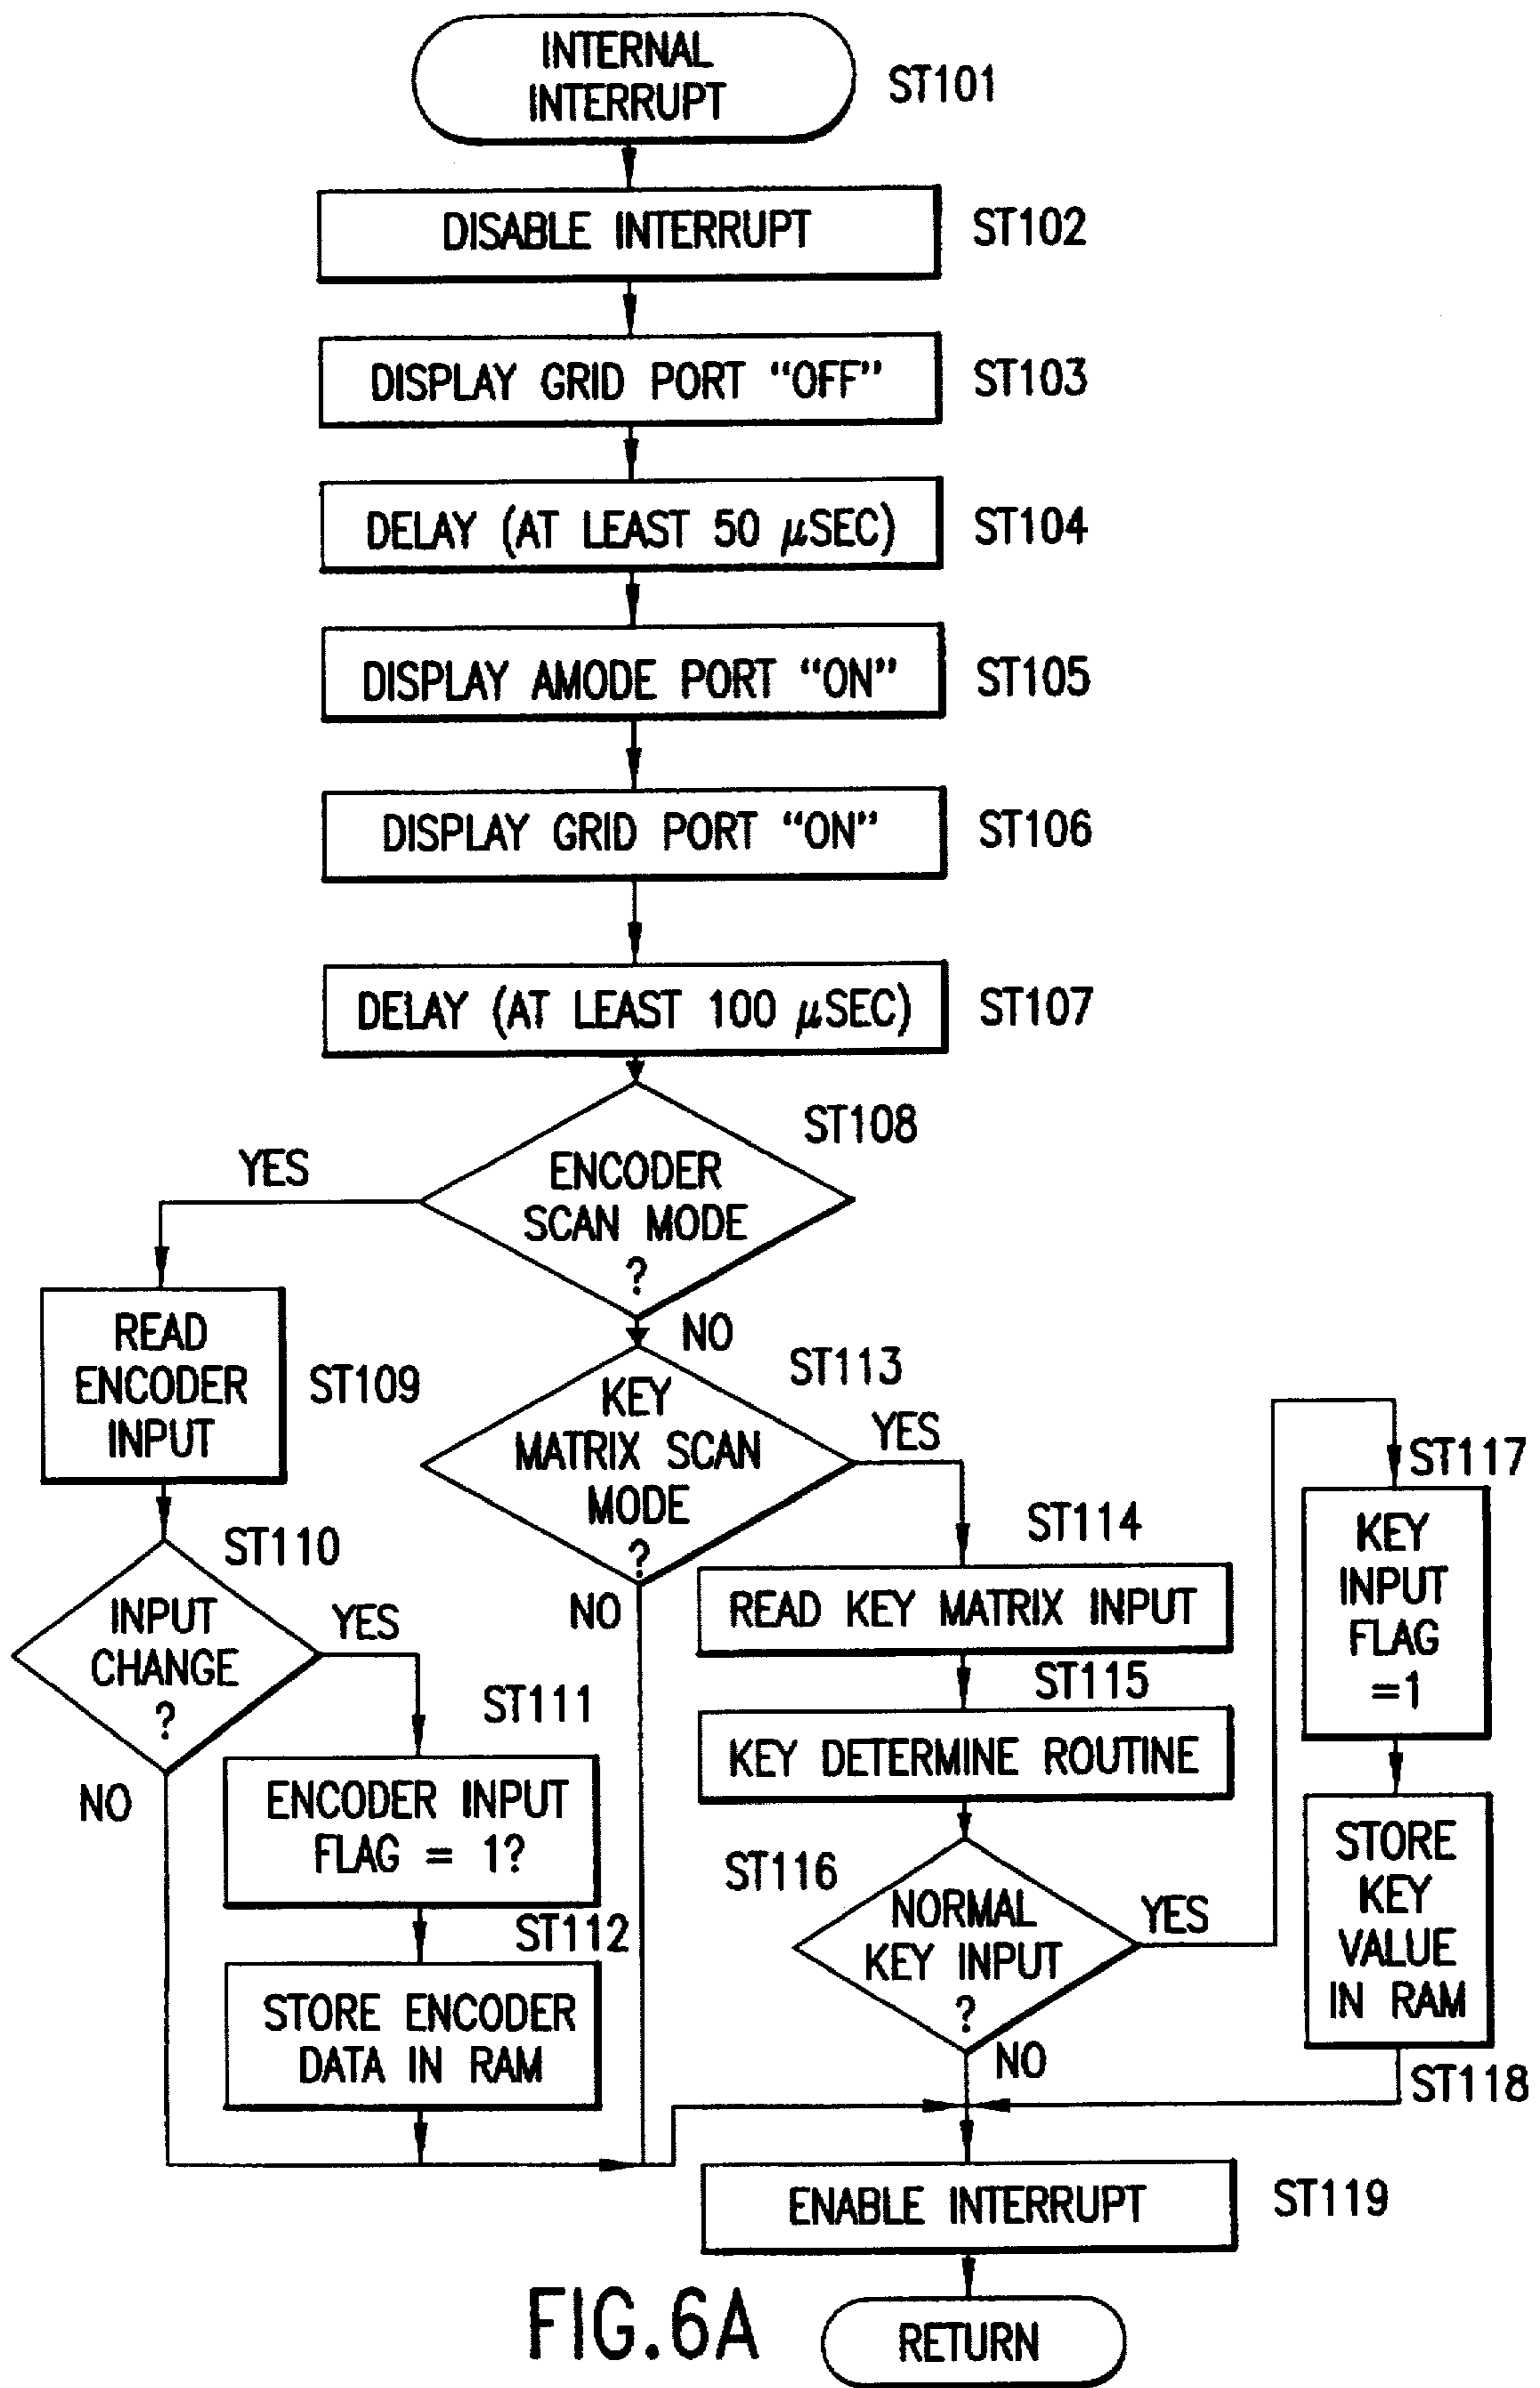 INTERNAL
INTERRUPT
ST101
DISABLE INTERRUPT
ST102
DISPLAY GRID PORT “OFF”
ST103
DELAY (AT LEAST 50 μSEC)
ST104
DISPLAY AMODE PORT “ON”
ST105
DISPLAY GRID PORT “ON”
ST106
DELAY (AT LEAST 100 μSEC)
ST107
ST108
ENCODER
SCAN MODE
?
YES
NO
READ
ENCODER
INPUT
ST109
ST110
INPUT
CHANGE
?
YES
NO
ST111
ENCODER INPUT
FLAG = 1?
ST112
STORE ENCODER
DATA IN RAM
ST113
KEY
MATRIX SCAN
MODE
?
YES
NO
ST114
READ KEY MATRIX INPUT
ST115
KEY DETERMINE ROUTINE
ST116
NORMAL
KEY INPUT
?
YES
NO
ST117
KEY
INPUT
FLAG
=1
STORE
KEY
VALUE
IN RAM
ST118
ENABLE INTERRUPT
ST119
RETURN
FIG.6A